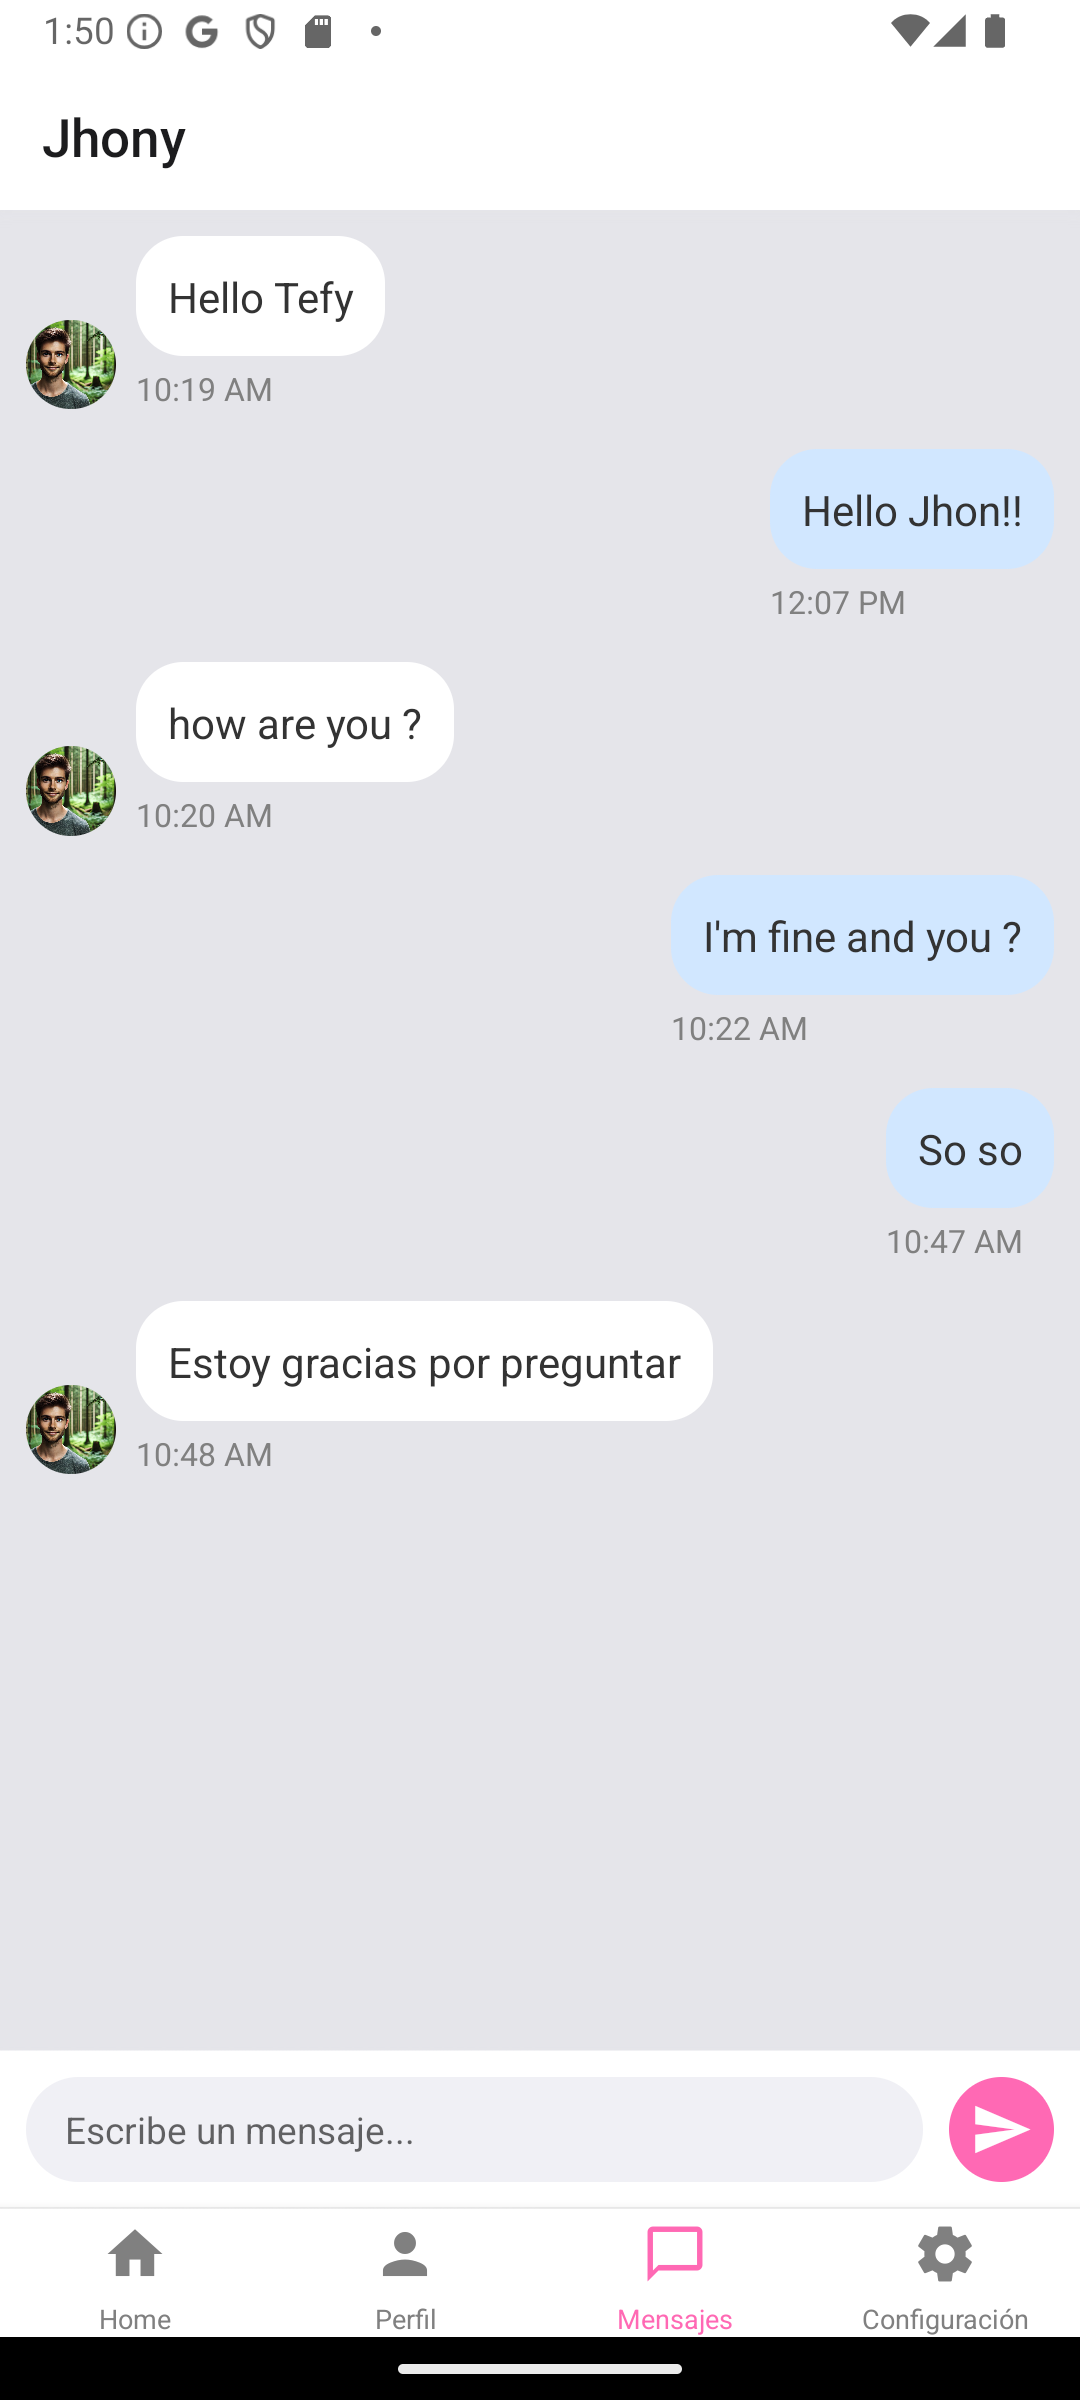 1:50
Jhony
Hello Tefy
10:19 AM
Hello Jhon!!
12:07 PM
how are you ?
10:20 AM
I'm fine and you ?
10:22 AM
So so
10:47 AM
Estoy gracias por preguntar
10:48 AM
Escribe un mensaje...
Home
Perfil
Mensajes
Configuración